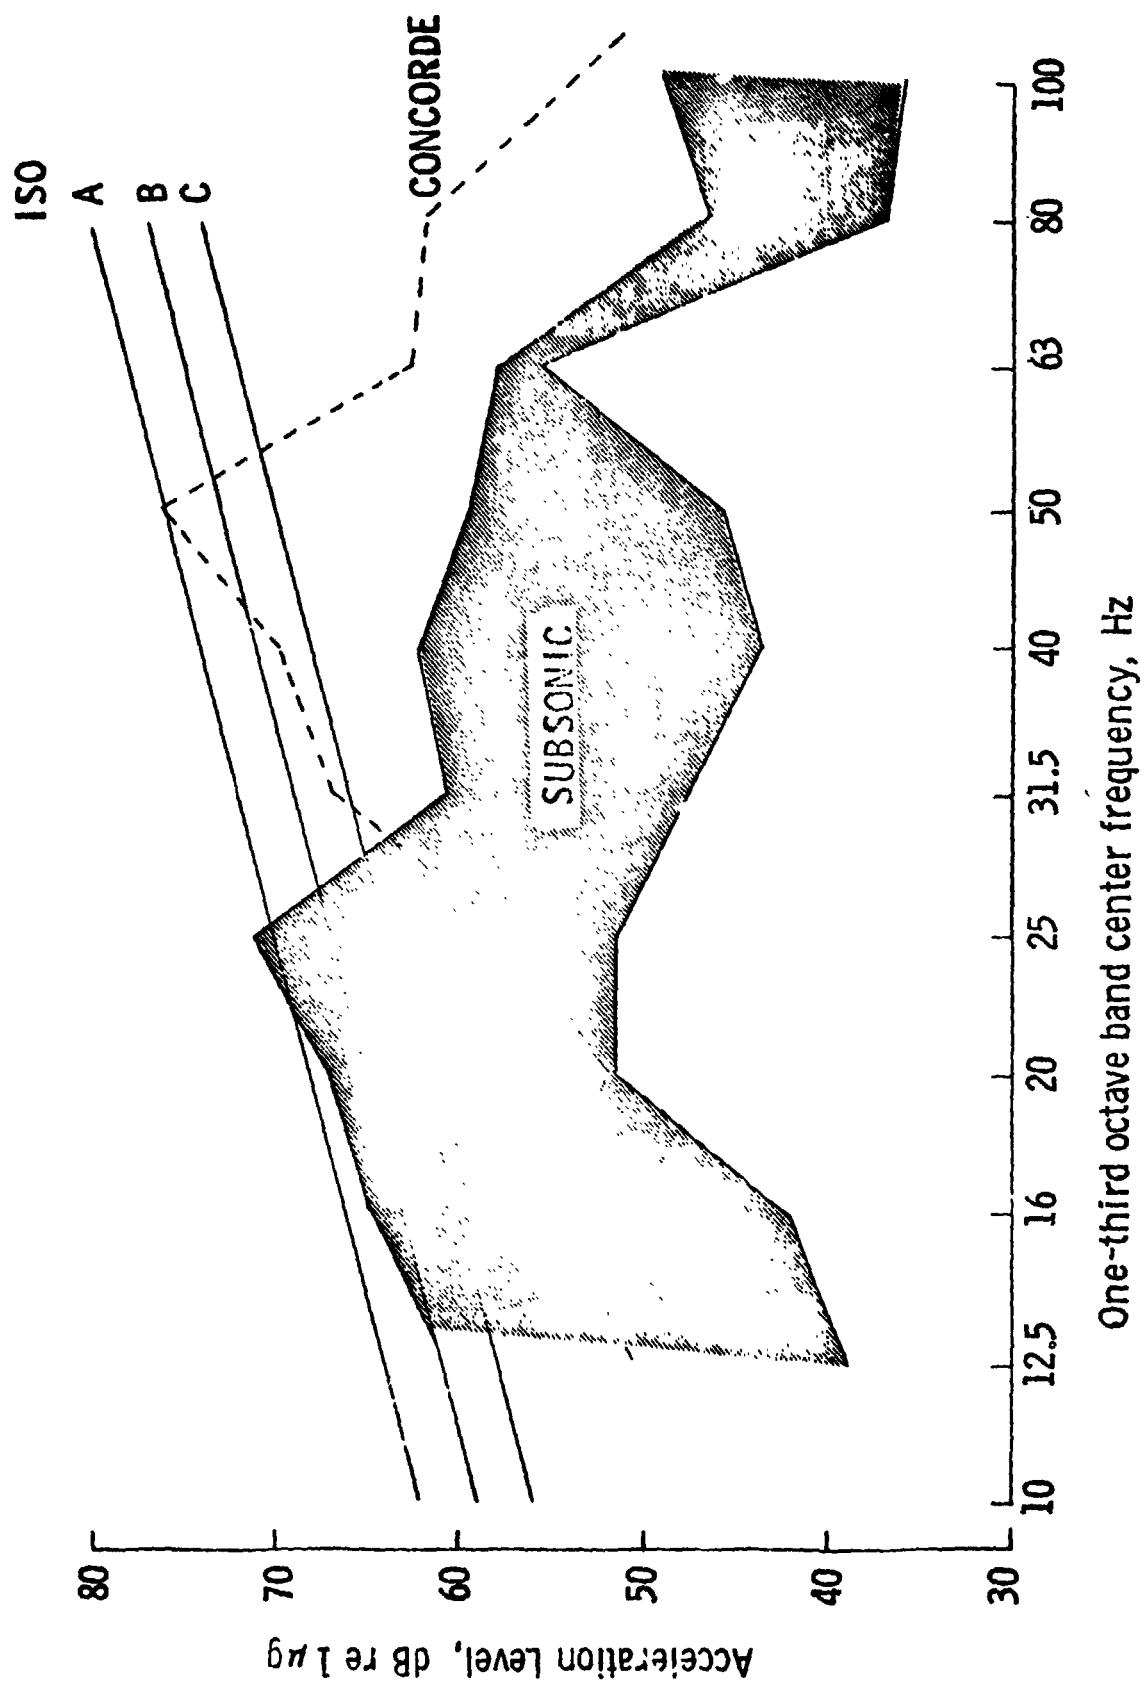 ISO
A
B
C
CONCORDE
SUBSONIC
80
70
60
50
40
30
Acceleration Level, dB re 1 μg
10
12.5
16
20
25
31.5
40
50
63
80
100
One-third octave band center frequency, Hz